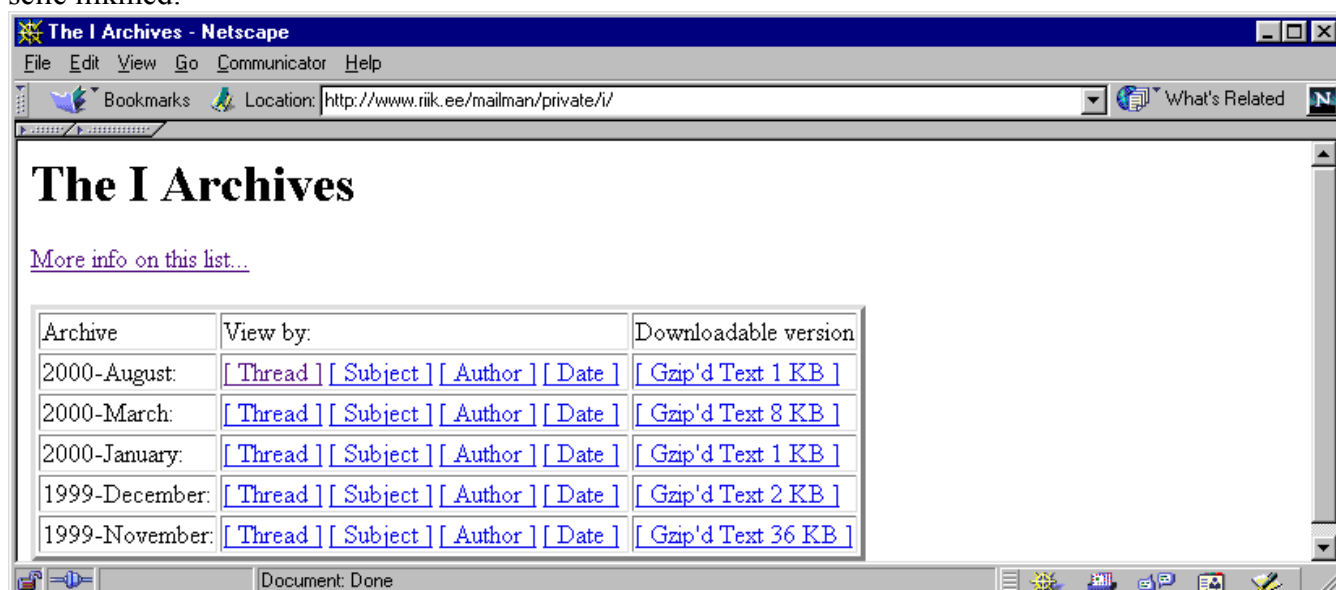 The I Archives - Netscape
File Edit View Go Communicator Help
Bookmarks Location: http://www.riik.ee/mailman/private/i/ What's Related N
The I Archives
More info on this list...
Archive View by: Downloadable version
2000-August: [ Thread ] [ Subject ] [ Author ] [ Date ] [ Gzip'd Text 1 KB ]
2000-March: [ Thread ] [ Subject ] [ Author ] [ Date ] [ Gzip'd Text 8 KB ]
2000-January: [ Thread ] [ Subject ] [ Author ] [ Date ] [ Gzip'd Text 1 KB ]
1999-December: [ Thread ] [ Subject ] [ Author ] [ Date ] [ Gzip'd Text 2 KB ]
1999-November: [ Thread ] [ Subject ] [ Author ] [ Date ] [ Gzip'd Text 36 KB ]
Document: Done